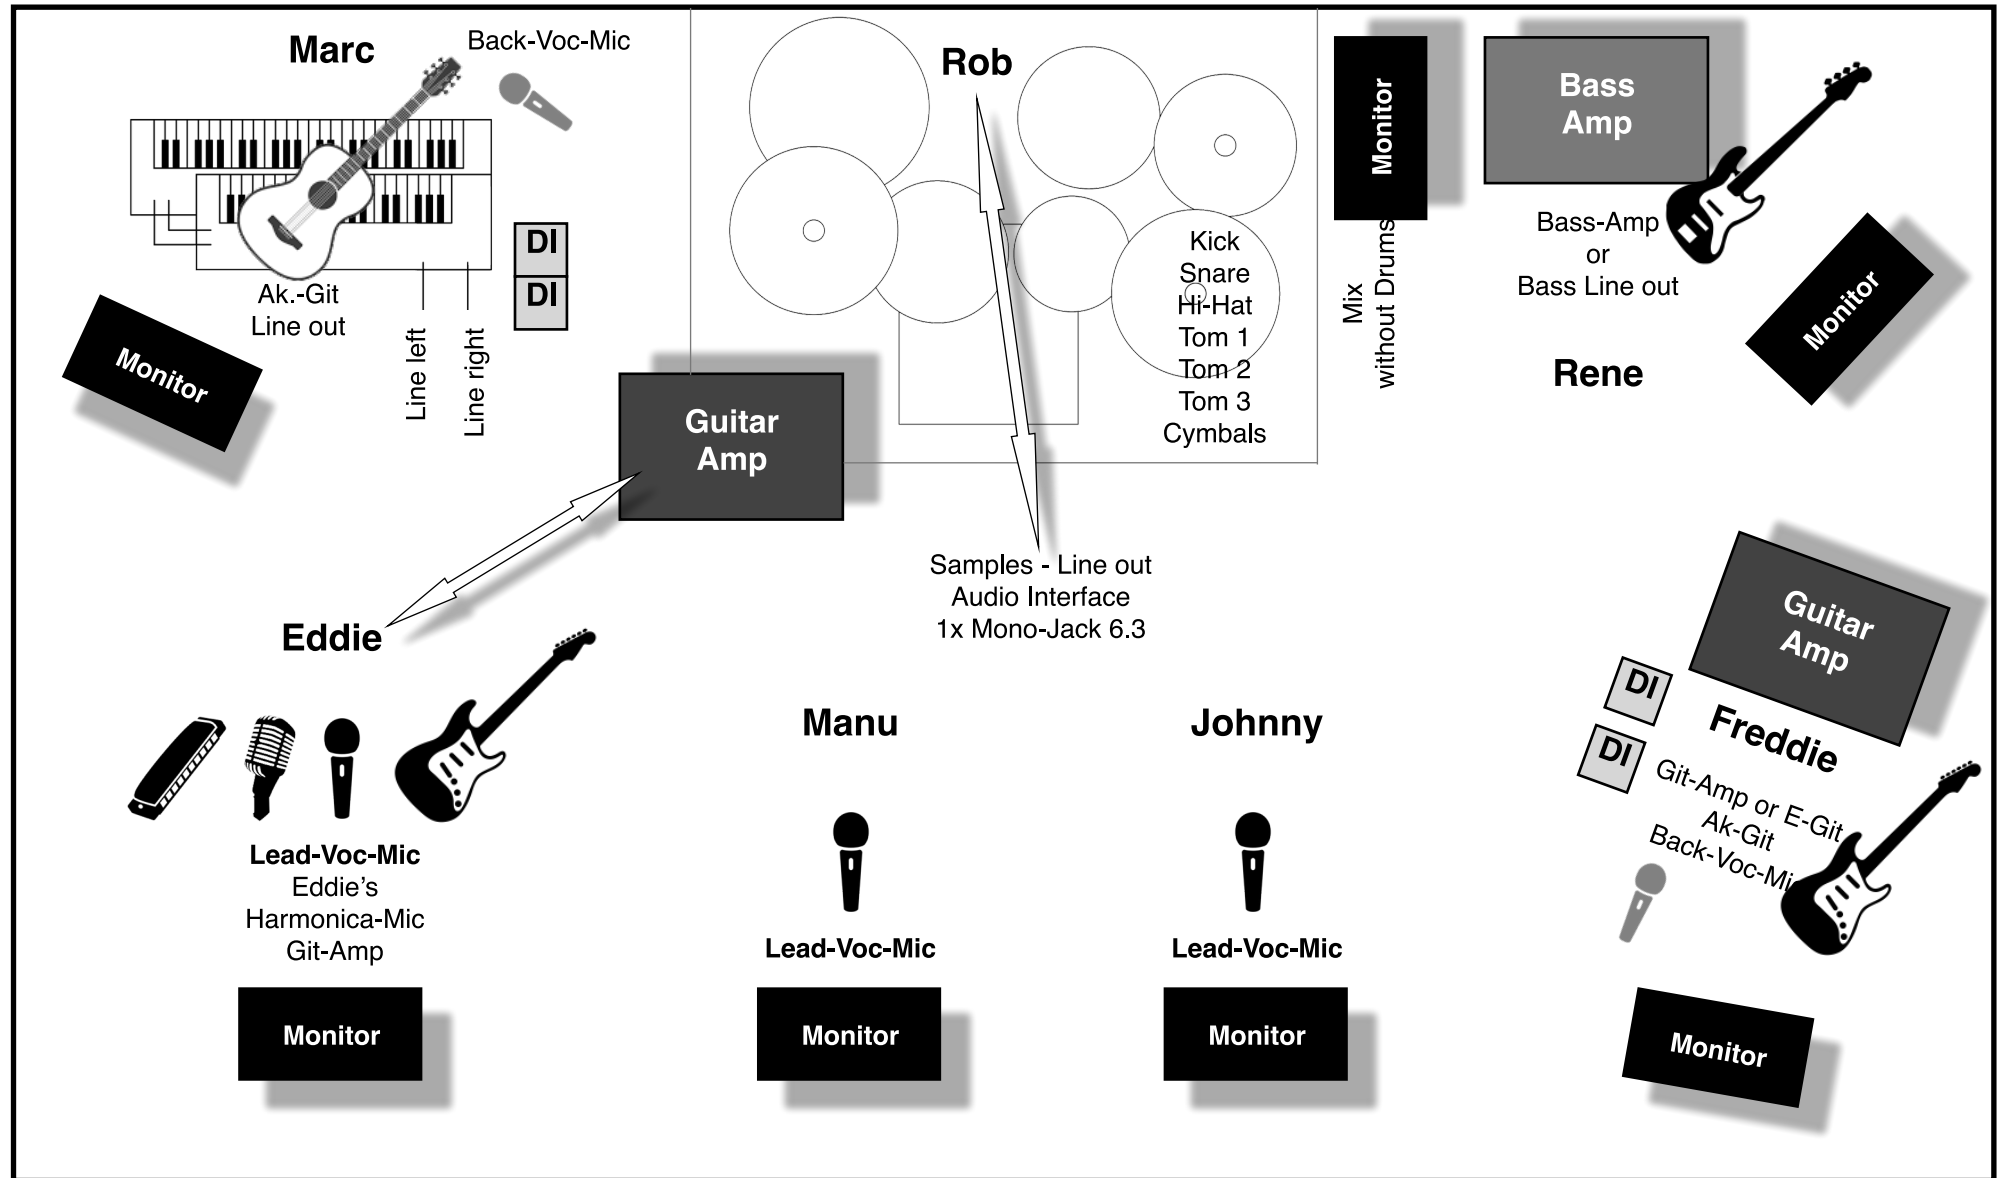 Marc
Back-Voc-Mic
DI
DI
Ak.-Git
Line out
Line left
Line right
Monitor
Rob
Kick
Snare
Hi-Hat
Tom 1
Tom 2
Tom 3
Cymbals
Monitor
Mix
without Drums
Bass
Amp
Bass-Amp
or
Bass Line out
Monitor
Rene
Guitar
Amp
Samples - Line out
Audio Interface
1x Mono-Jack 6.3
Eddie
Lead-Voc-Mic
Eddie’s
Harmonica-Mic
Git-Amp
Monitor
Manu
Lead-Voc-Mic
Monitor
Johnny
Lead-Voc-Mic
Monitor
Guitar
Amp
DI
DI
Freddie
Git-Amp or E-Git
Ak-Git
Back-Voc-Mic
Monitor